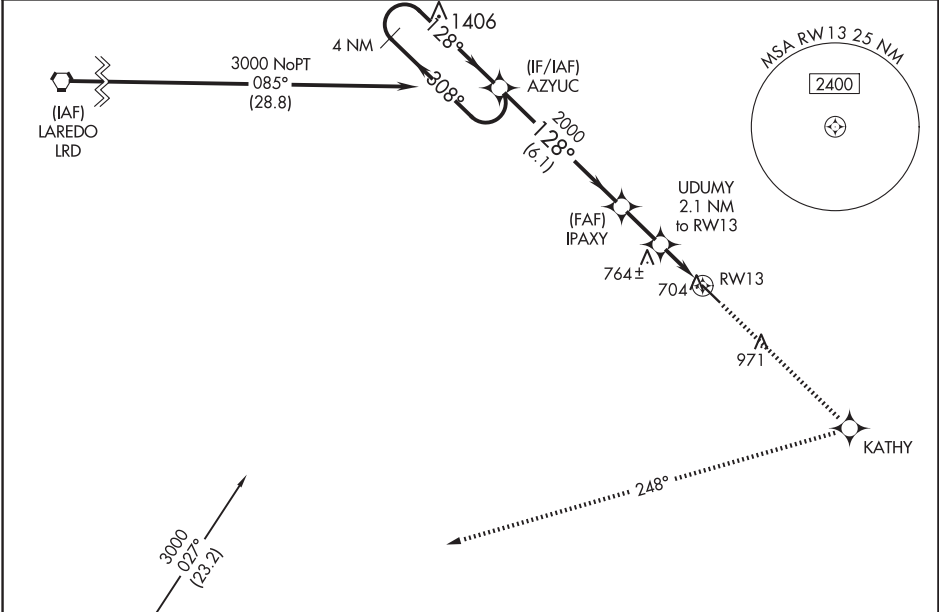 1406
4 NM
128°
308°
3000 NoPT
085°
(28.8)
(IAF)
LAREDO
LRD
(IF/IAF)
AZYUC
2000
128°
(6.1)
MSA RW13 25 NM
2400
(FAF)
IPAXY
UDUMY
2.1 NM
to RW13
764±
704
RW13
971
KATHY
248°
3000
027°
(23.2)